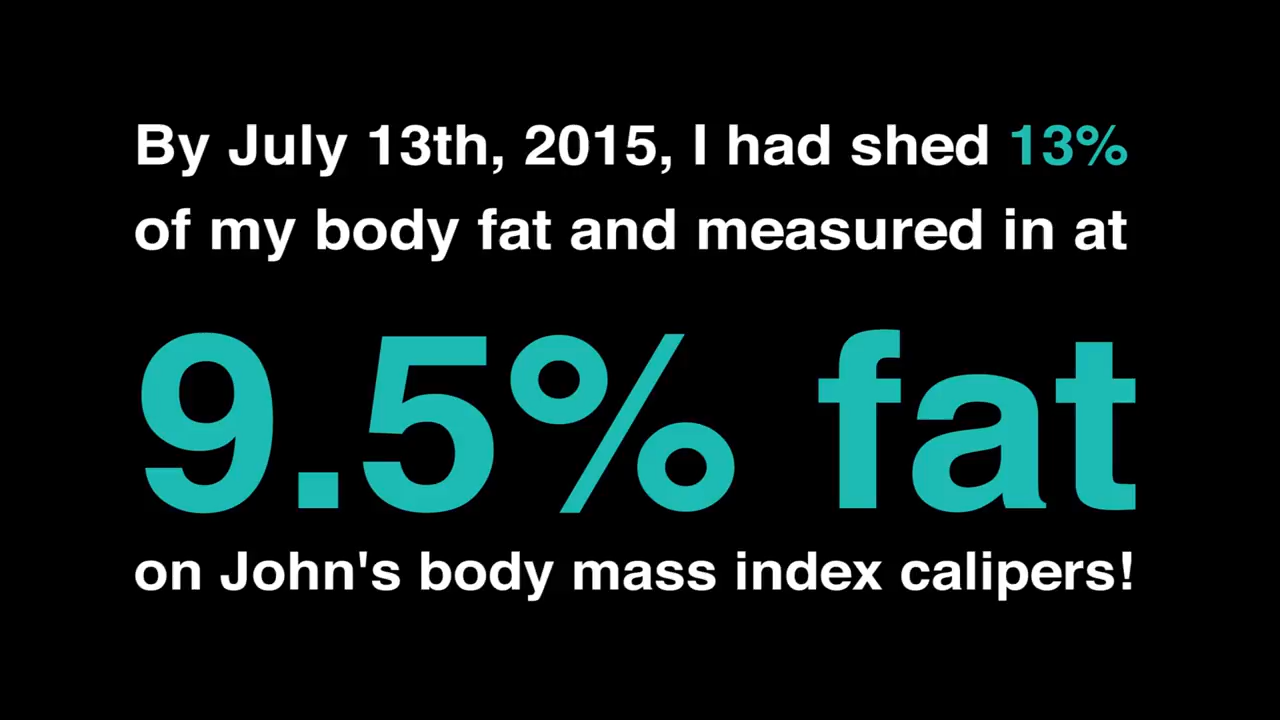 By July 13th, 2015, I had shed 13%
of my body fat and measured in at
9.5% fat
on John's body mass index calipers!